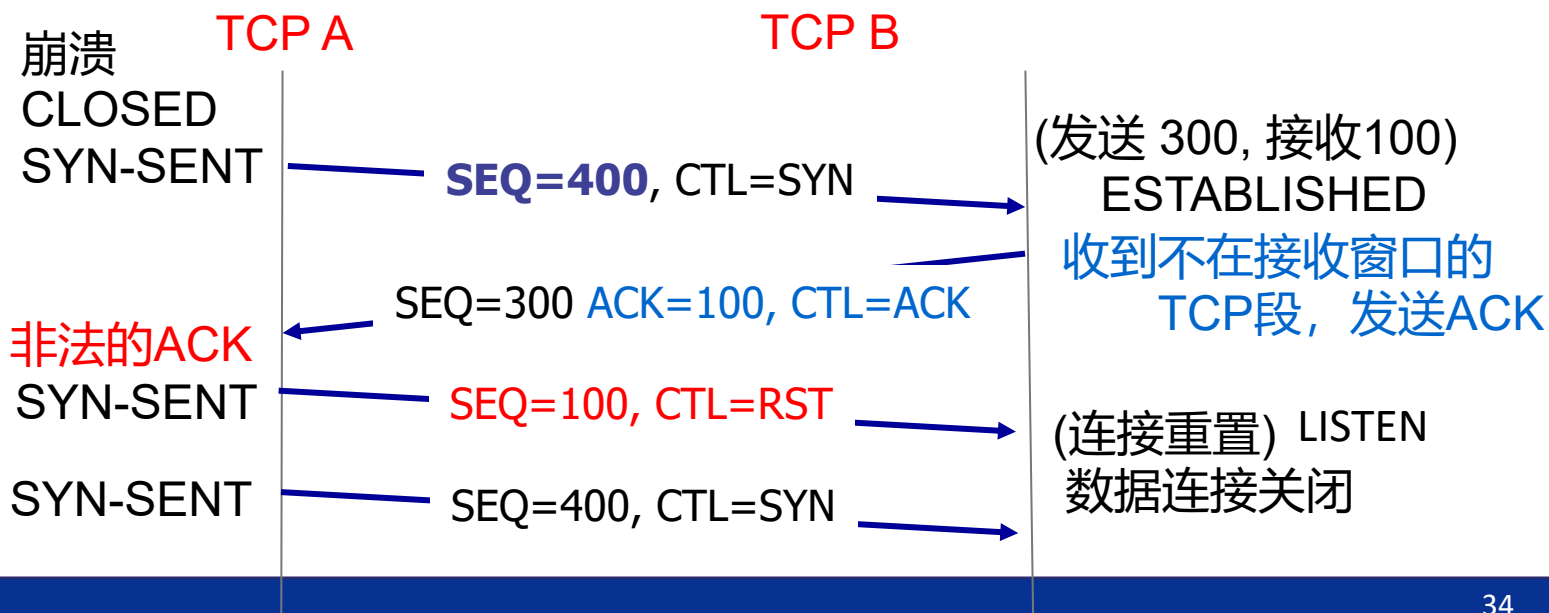 TCP A
TCP B
崩溃
CLOSED
SYN-SENT
SEQ=400, CTL=SYN
(发送 300, 接收100)
ESTABLISHED
收到不在接收窗口的
TCP段，发送ACK
SEQ=300 ACK=100, CTL=ACK
非法的ACK
SYN-SENT
SEQ=100, CTL=RST
(连接重置) LISTEN
数据连接关闭
SYN-SENT
SEQ=400, CTL=SYN
34